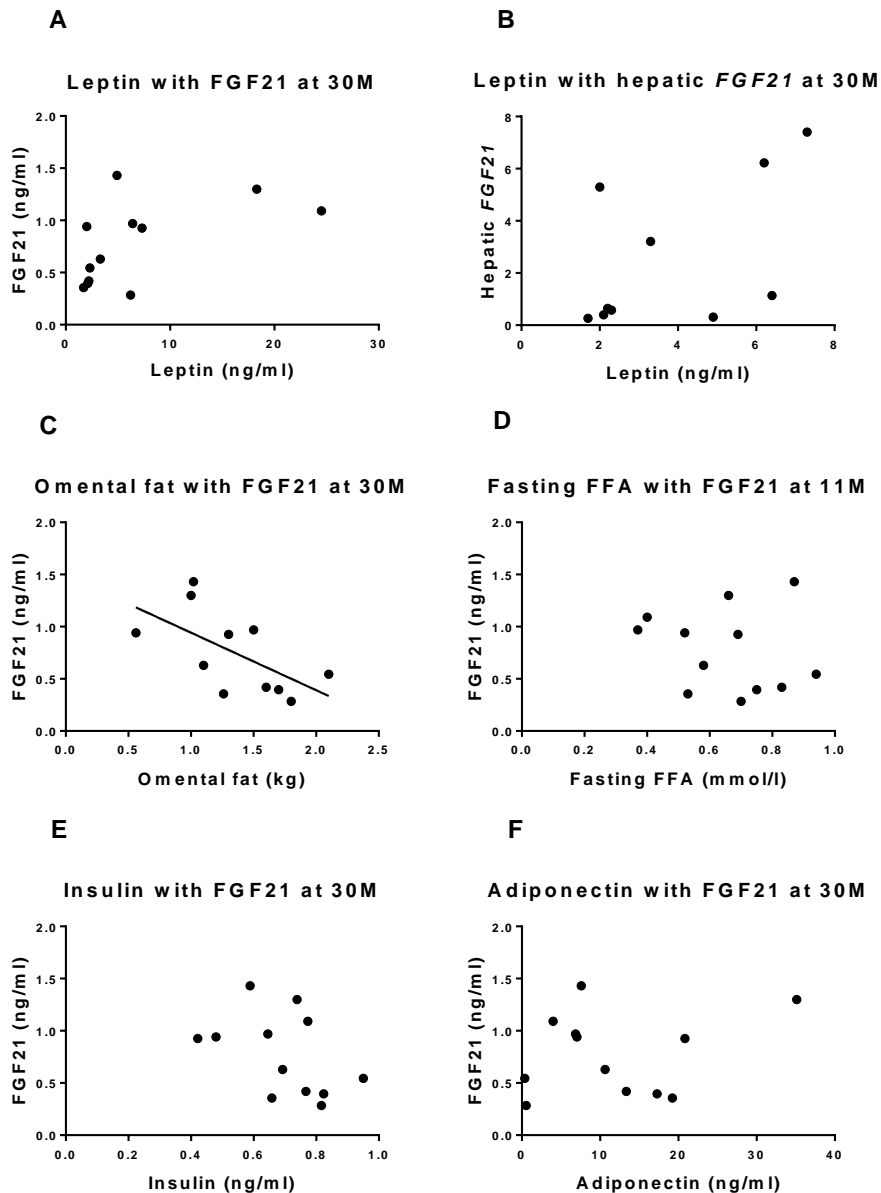 A
Leptin with FGF21 at 30M
FGF21 (ng/ml)
2.0
1.5
1.0
0.5
0.0
0 10 20 30
Leptin (ng/ml)
B
Leptin with hepatic FGF21 at 30M
Hepatic FGF21
8
6
4
2
0
0 2 4 6 8
Leptin (ng/ml)
C
Omental fat with FGF21 at 30M
FGF21 (ng/ml)
2.0
1.5
1.0
0.5
0.0
0.0 0.5 1.0 1.5 2.0 2.5
Omental fat (kg)
D
Fasting FFA with FGF21 at 11M
FGF21 (ng/ml)
2.0
1.5
1.0
0.5
0.0
0.0 0.2 0.4 0.6 0.8 1.0
Fasting FFA (mmol/l)
E
Insulin with FGF21 at 30M
FGF21 (ng/ml)
2.0
1.5
1.0
0.5
0.0
0.0 0.2 0.4 0.6 0.8 1.0
Insulin (ng/ml)
F
Adiponectin with FGF21 at 30M
FGF21 (ng/ml)
2.0
1.5
1.0
0.5
0.0
0 10 20 30 40
Adiponectin (ng/ml)